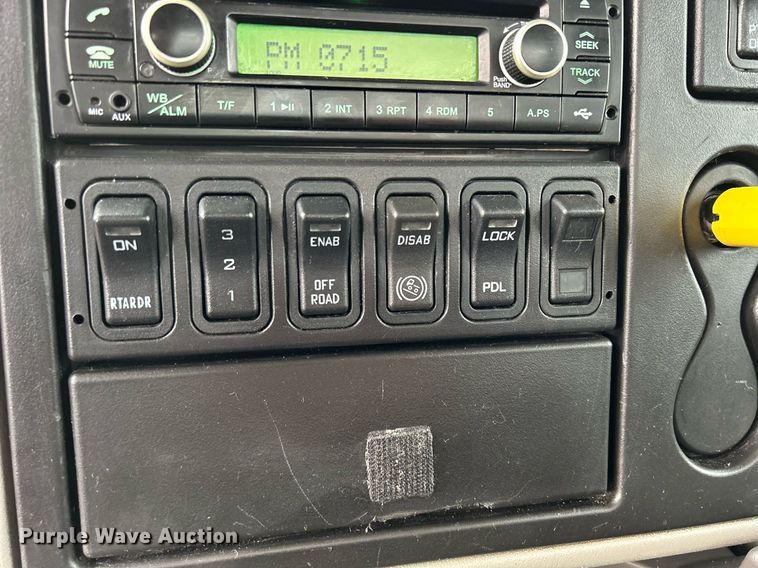 MUTE
PM 0715
Push
BAND
SEEK
TRACK
MIC AUX
WB/
ALM
T/F
1
2 INT
3 RPT
4 RDM
5
A.PS
ON
RTARDR
3
2
1
ENAB
OFF
ROAD
DISAB
LOCK
PDL
Purple Wave Auction